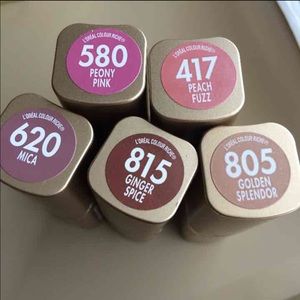 L'ORÉAL COLOUR RICHE®
580
PEONY
PINK
L'ORÉAL COLOUR RICHE®
417
PEACH
FUZZ
L'ORÉAL COLOUR RICHE®
620
MICA
L'ORÉAL COLOUR RICHE®
815
GINGER
SPICE
L'ORÉAL COLOUR RICHE®
805
GOLDEN
SPLENDOR